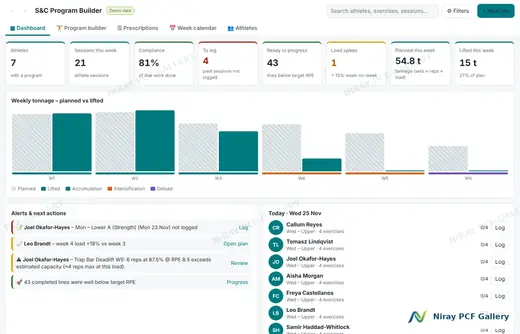 S&C Program Builder Demo data
Search athletes, exercises, sessions...
Filters
Dashboard
Program builder
Prescriptions
Week calendar
Athletes
Athletes
7
with a program
Sessions this week
21
athlete sessions
Compliance
81%
of due work done
To log
4
past sessions not logged
Ready to progress
43
lines below target RPE
Load spikes
1
> 15% week-on-week
Planned this week
54.8 t
tonnage (sets × reps × load)
Lifted this week
15 t
27% of plan
Weekly tonnage – planned vs lifted
W1
W2
W3
W4
W5
W6
Planned
Lifted
Accumulation
Intensification
Deload
Alerts & next actions
Joel Okafor-Hayes – Mon – Lower A (Strength) (Mon 23 Nov) not logged
Log
Leo Brandt – week 4 load +19% vs week 3
Open plan
Joel Okafor-Hayes – Trap Bar Deadlift W5: 6 reps at 87.5% @ RPE 8.5 exceeds
estimated capacity (≈4 reps max at this load)
Review
43 completed lines were well below target RPE
Progress
Today · Wed 25 Nov
CR
Callum Reyes
Wed – Upper · 4 exercises
0/4
Log
TL
Tomasz Lindqvist
Wed – Upper · 4 exercises
0/4
Log
JO
Joel Okafor-Hayes
Wed – Upper · 4 exercises
0/4
Log
AM
Aisha Morgan
Wed – Upper · 4 exercises
0/4
Log
FC
Freya Castellanos
Wed – Upper · 4 exercises
0/4
Log
LB
Leo Brandt
Wed – Upper · 4 exercises
SH
Samir Haddad-Whitlock
Niray PCF Gallery